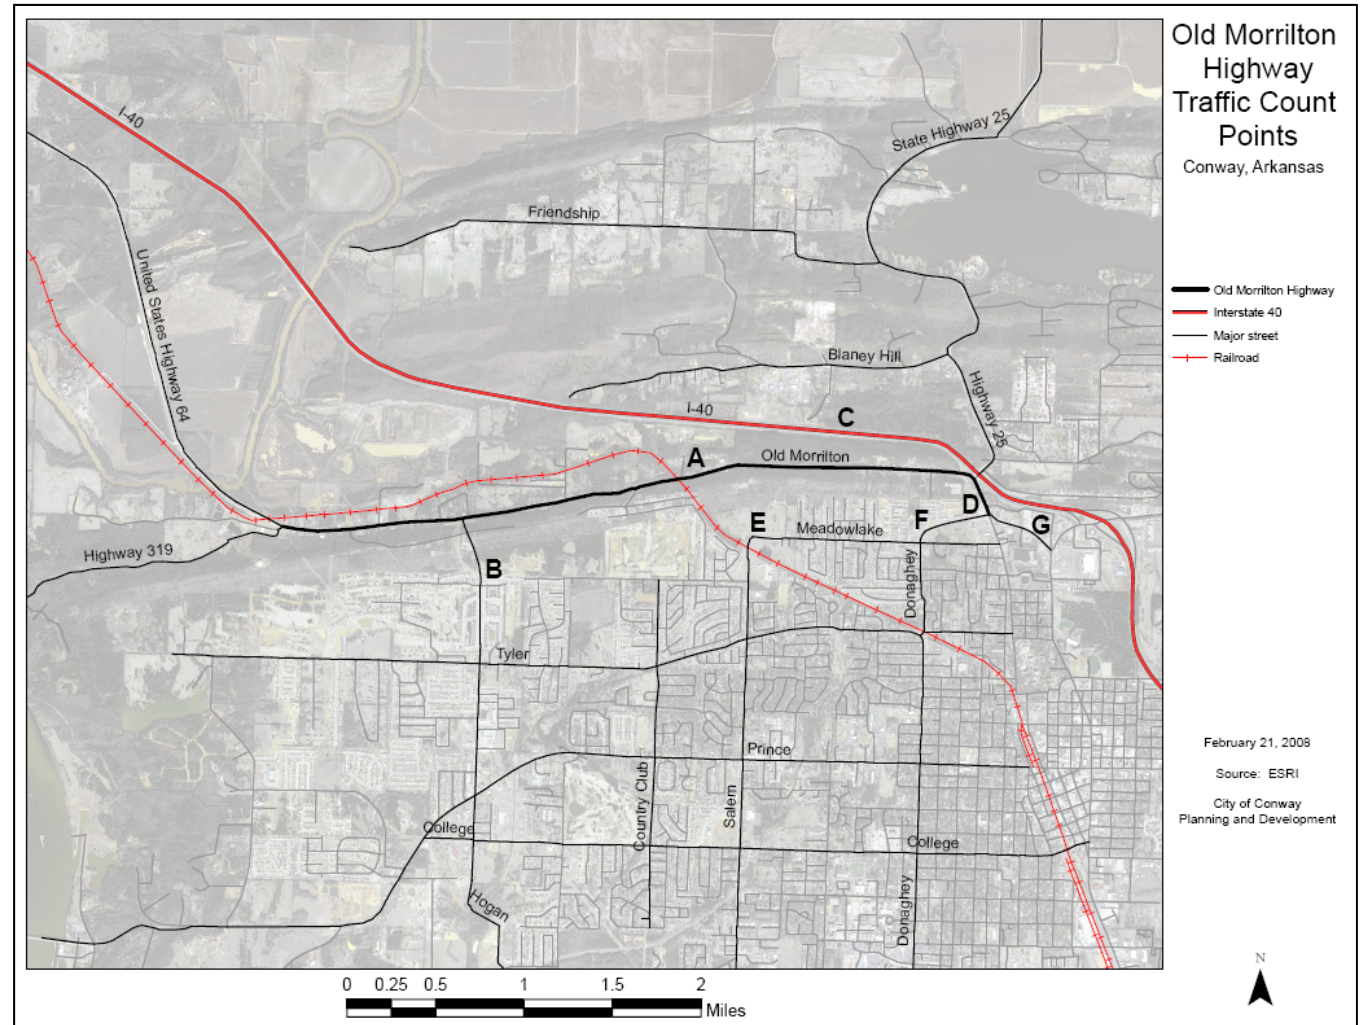 Old Morrilton
Highway
Traffic Count
Points
Conway, Arkansas
I-40
State Highway 25
Friendship
United States Highway 64
Blaney Hill
Highway 25
I-40
C
A
Old Morrilton
D
E
Meadowlake
F
G
Highway 319
B
Donaghey
Tyler
Prince
Country Club
Salem
College
College
Hogan
Donaghey
Old Morrilton Highway
Interstate 40
Major street
Railroad
February 21, 2008
Source: ESRI
City of Conway
Planning and Development
N
0 0.25 0.5 1 1.5 2
Miles